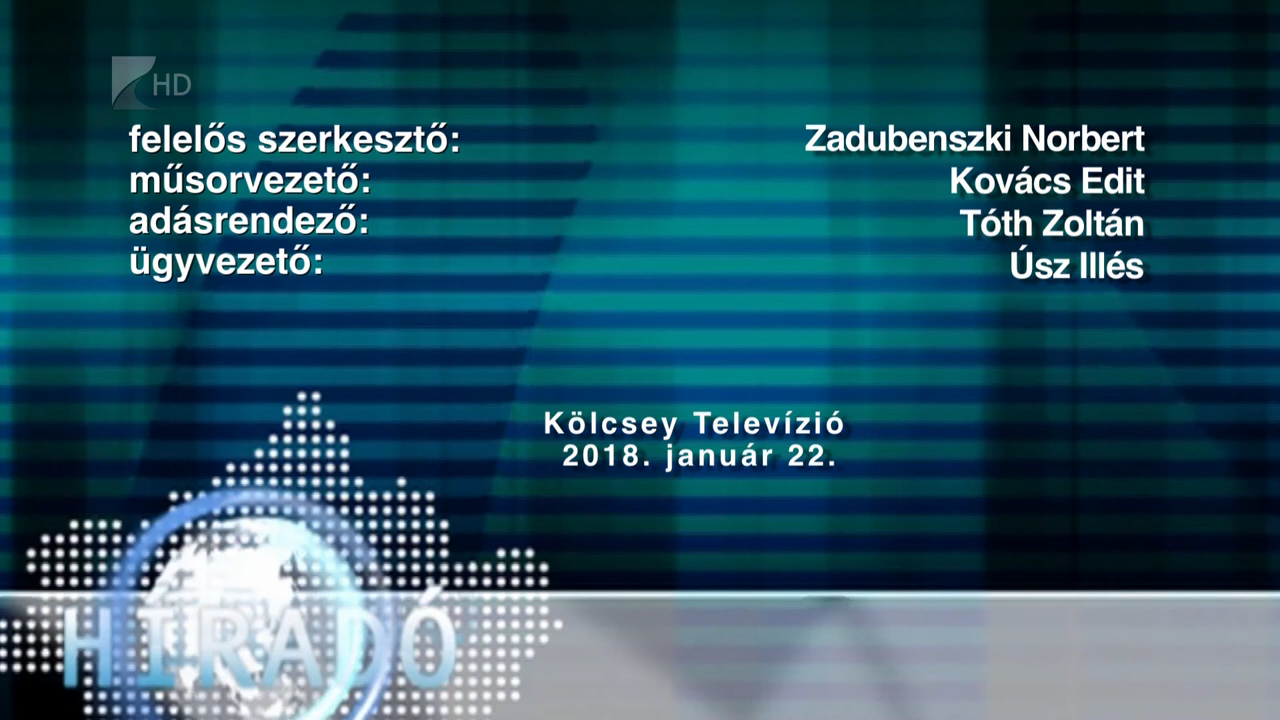 HD
felelős szerkesztő: Zadubenszki Norbert
műsorvezető: Kovács Edit
adásrendező: Tóth Zoltán
ügyvezető: Úsz Illés
Kölcsey Televízió
2018. január 22.
HÍRADÓ